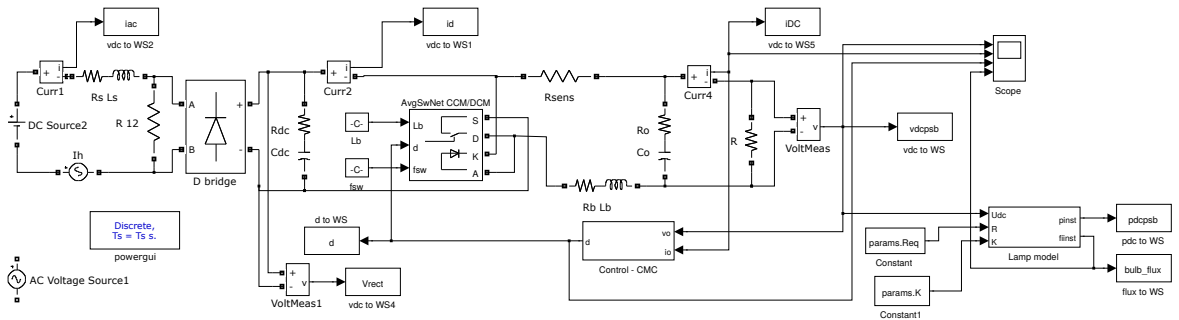 iac
vdc to WS2
id
vdc to WS1
iDC
vdc to WS5
Scope
+
i
-
Curr1
Rs Ls
R 12
DC Source2
Ih
A
B
+
-
D bridge
Rdc
Cdc
+
i
-
Curr2
AvgSwNet CCM/DCM
-C-
Lb
-C-
fsw
Lb
d
fsw
S
D
K
A
Rsens
Rb Lb
Ro
Co
+
i
-
Curr4
R
+
-
v
VoltMeas
vdcpsb
vdc to WS
Discrete,
Ts = Ts s.
powergui
AC Voltage Source1
d to WS
d
+
-
v
VoltMeas1
Vrect
vdc to WS4
d
vo
io
Control - CMC
params.Req
Constant
params.K
Constant1
Udc
R
K
pinst
fiinst
Lamp model
pdcpsb
pdc to WS
bulb_flux
flux to WS